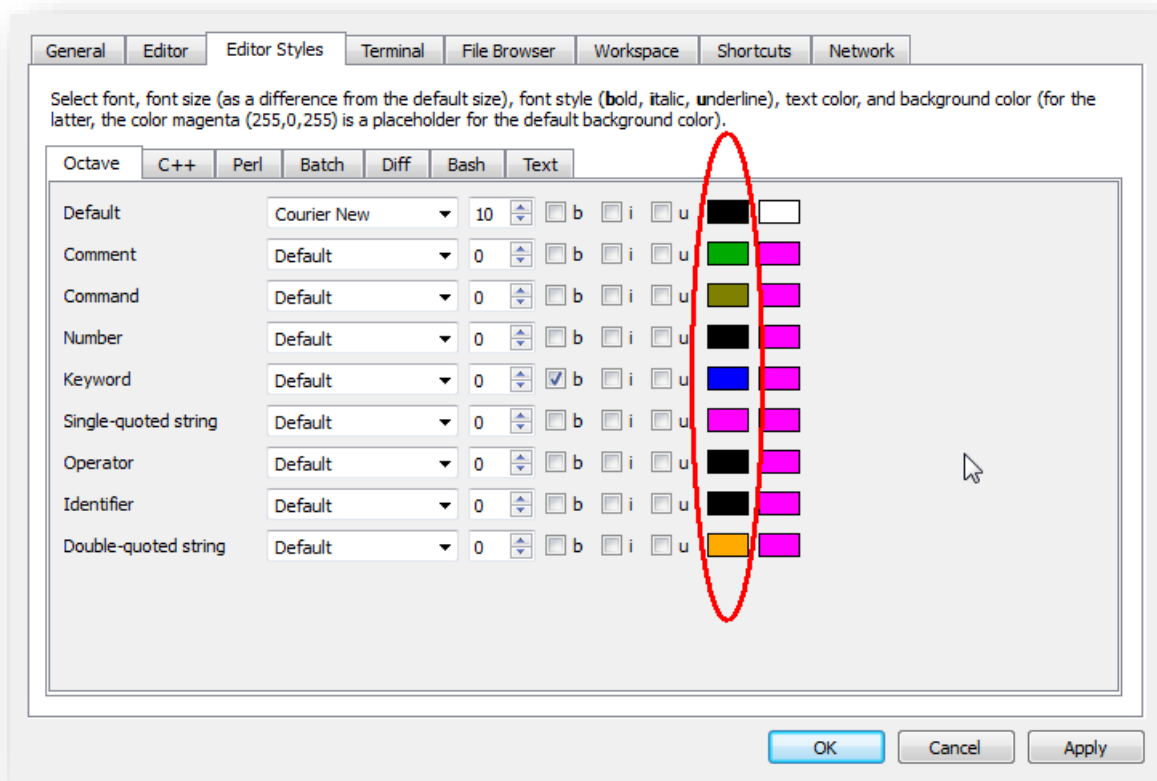 General Editor Editor Styles Terminal File Browser Workspace Shortcuts Network
Select font, font size (as a difference from the default size), font style (bold, italic, underline), text color, and background color (for the
latter, the color magenta (255,0,255) is a placeholder for the default background color).
Octave C++ Perl Batch Diff Bash Text
Default Courier New 10 b i u
Comment Default 0 b i u
Command Default 0 b i u
Number Default 0 b i u
Keyword Default 0 b i u
Single-quoted string Default 0 b i u
Operator Default 0 b i u
Identifier Default 0 b i u
Double-quoted string Default 0 b i u
OK Cancel Apply